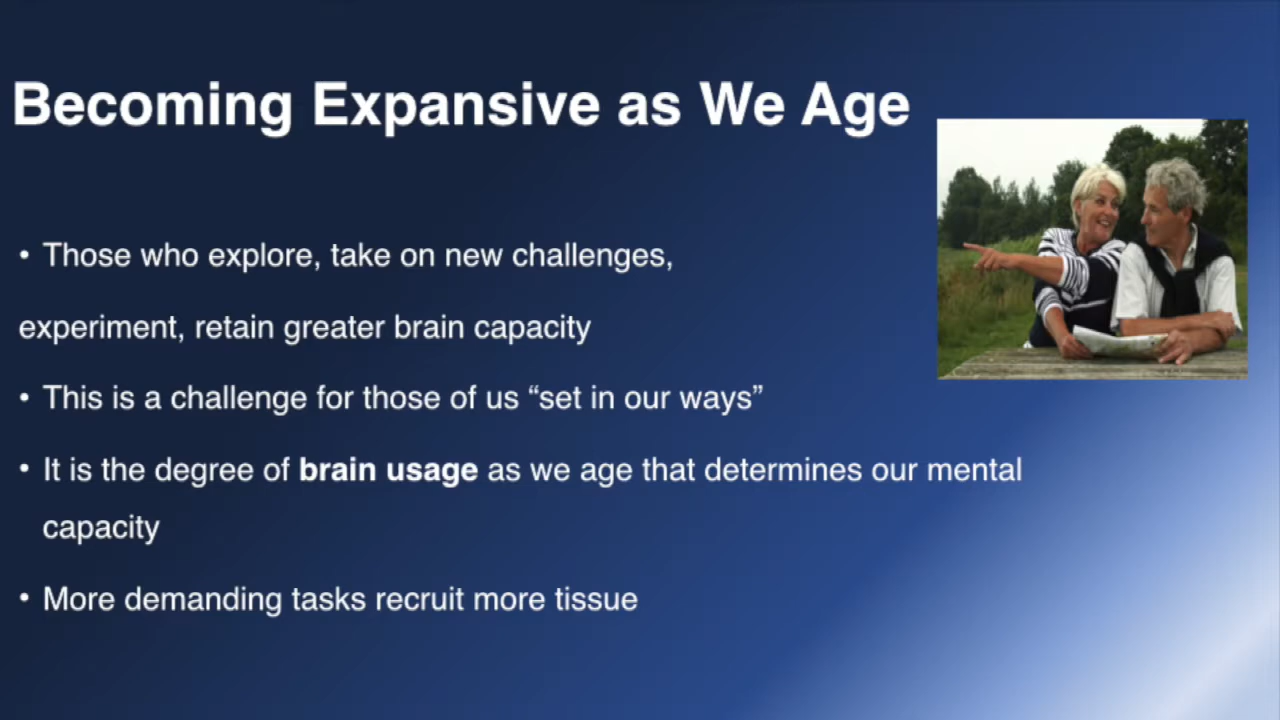 Becoming Expansive as We Age
• Those who explore, take on new challenges,
experiment, retain greater brain capacity
• This is a challenge for those of us “set in our ways”
• It is the degree of brain usage as we age that determines our mental
capacity
• More demanding tasks recruit more tissue